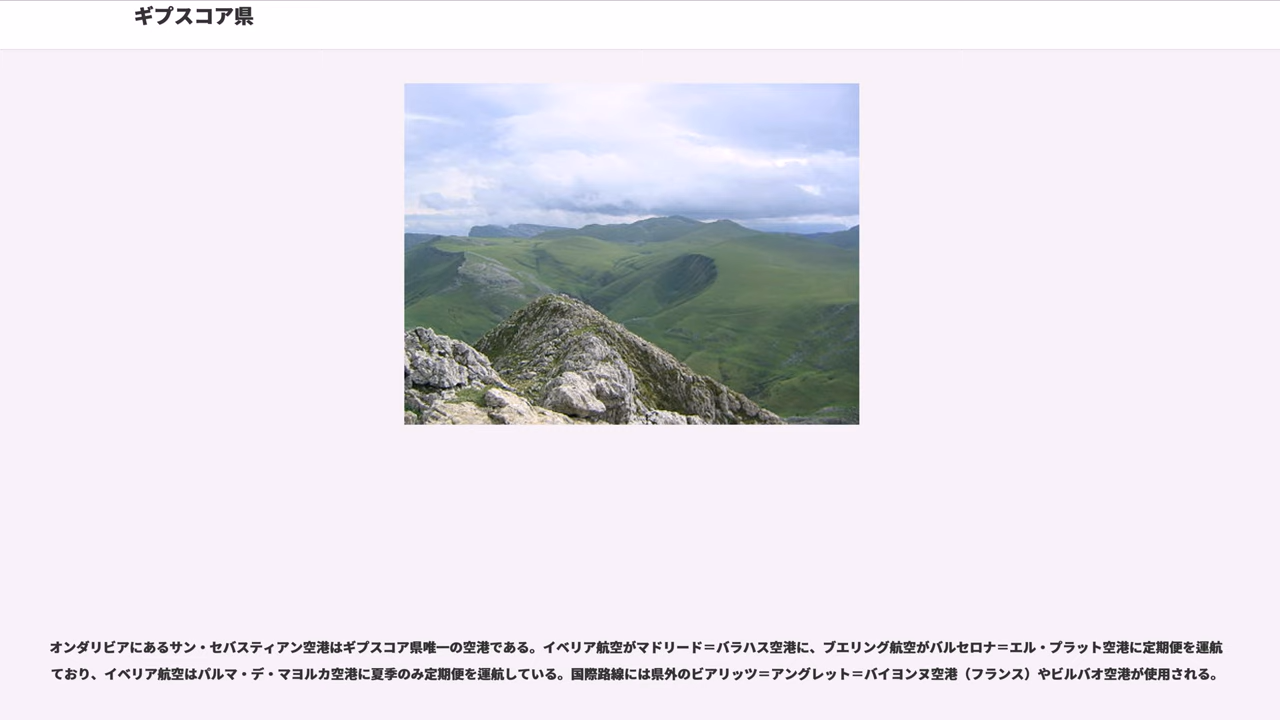 ギプスコア県
オンダリビアにあるサン・セバスティアン空港はギプスコア県唯一の空港である。イベリア航空がマドリード＝バラハス空港に、ブエリング航空がバルセロナ＝エル・プラット空港に定期便を運航
ており、イベリア航空はパルマ・デ・マヨルカ空港に夏季のみ定期便を運航している。国際路線には県外のビアリッツ＝アングレット＝バイヨンヌ空港（フランス）やビルバオ空港が使用される。